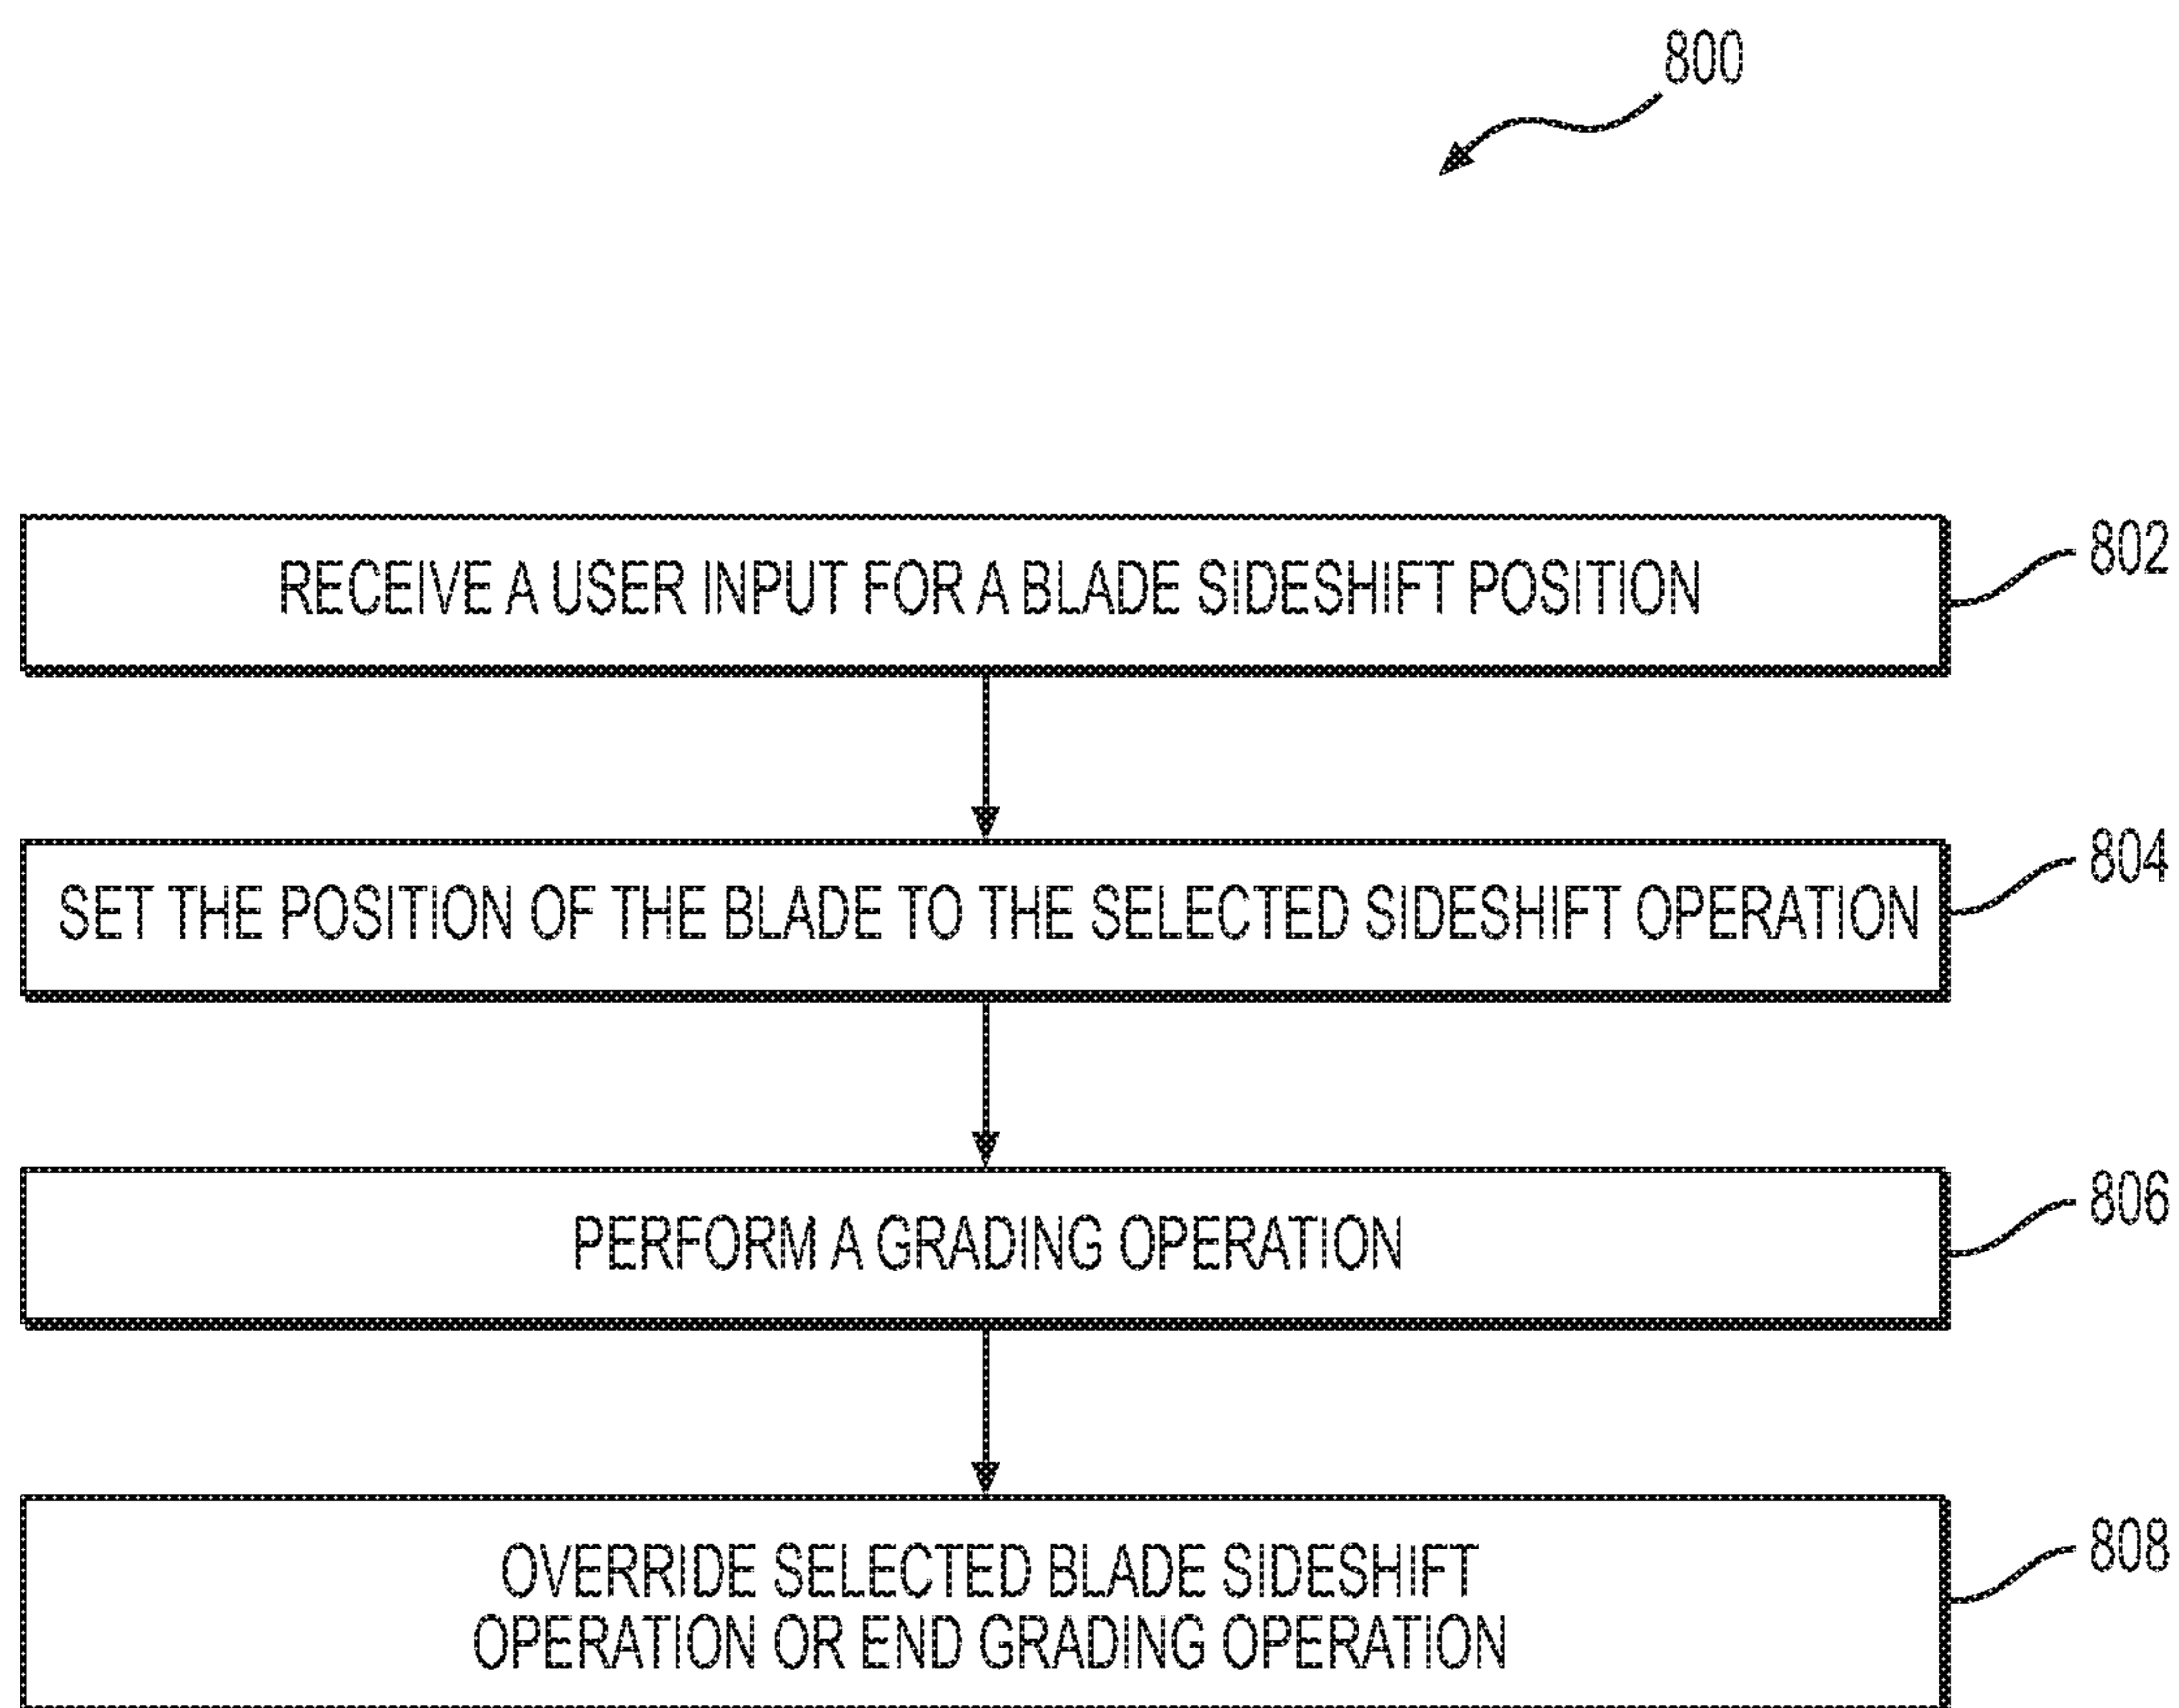 800
RECEIVE A USER INPUT FOR A BLADE SIDESHIFT POSITION
802
SET THE POSITION OF THE BLADE TO THE SELECTED SIDESHIFT OPERATION
804
PERFORM A GRADING OPERATION
806
OVERRIDE SELECTED BLADE SIDESHIFT
OPERATION OR END GRADING OPERATION
808